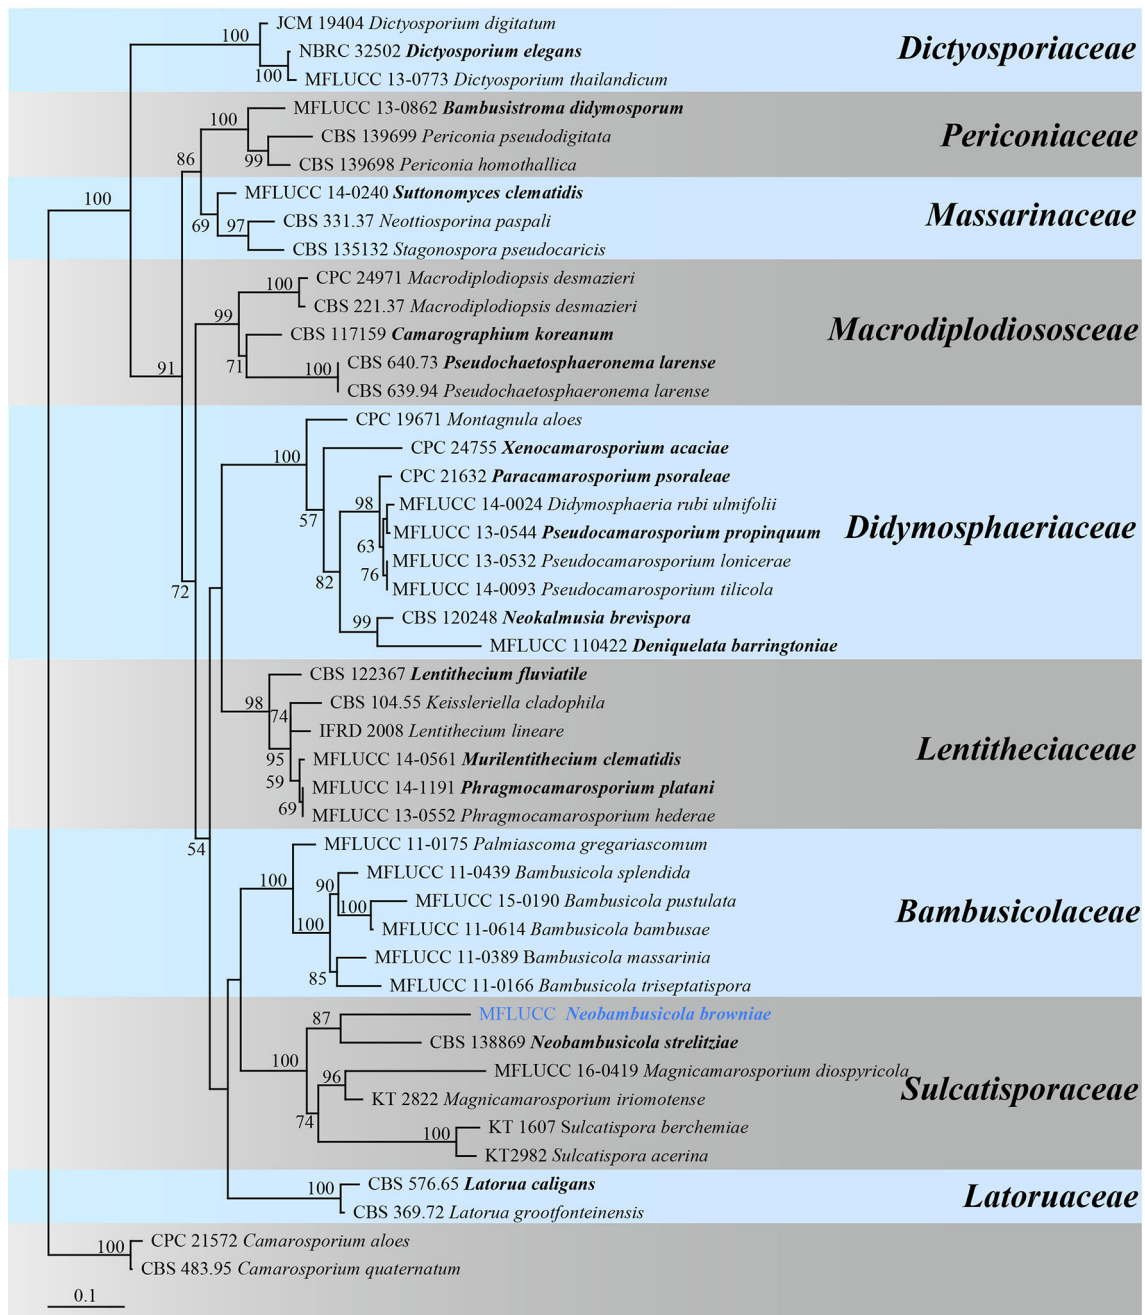 100
JCM 19404 Dictyosporium digitatum
NBRC 32502 Dictyosporium elegans
Dictyosporiaceae
100
MFLUCC 13-0773 Dictyosporium thailandicum
MFLUCC 13-0862 Bambusistroma didymosporum
100
CBS 139699 Periconia pseudodigitata
Periconiaceae
86
99
CBS 139698 Periconia homothallica
MFLUCC 14-0240 Suttonomyces clematidis
100
69
97
CBS 331.37 Neottiosporina paspali
Massarinaceae
CBS 135132 Stagonospora pseudocaricis
CPC 24971 Macrodiplodiopsis desmazieri
100
CBS 221.37 Macrodiplodiopsis desmazieri
99
CBS 117159 Camarographium koreanum
Macrodiplodiososceae
91
71
100
CBS 640.73 Pseudochaetosphaeronema larense
CBS 639.94 Pseudochaetosphaeronema larense
CPC 19671 Montagnula aloes
100
CPC 24755 Xenocamarosporium acaciae
CPC 21632 Paracamarosporium psoraleae
98
MFLUCC 14-0024 Didymosphaeria rubi ulmifolii
57
MFLUCC 13-0544 Pseudocamarosporium propinquum
Didymosphaeriaceae
63
MFLUCC 13-0532 Pseudocamarosporium lonicerae
76
72
82
MFLUCC 14-0093 Pseudocamarosporium tilicola
99
CBS 120248 Neokalmusia brevispora
MFLUCC 110422 Deniquelata barringtoniae
CBS 122367 Lentithecium fluviatile
98
74
CBS 104.55 Keissleriella cladophila
IFRD 2008 Lentithecium lineare
Lentitheciaceae
95
MFLUCC 14-0561 Murilentithecium clematidis
59
MFLUCC 14-1191 Phragmocamarosporium platani
69
MFLUCC 13-0552 Phragmocamarosporium hederae
54
MFLUCC 11-0175 Palmiascoma gregariascomum
100
90
MFLUCC 11-0439 Bambusicola splendida
100
MFLUCC 15-0190 Bambusicola pustulata
Bambusicolaceae
100
MFLUCC 11-0614 Bambusicola bambusae
MFLUCC 11-0389 Bambusicola massarinia
85
MFLUCC 11-0166 Bambusicola triseptatispora
87
MFLUCC Neobambusicola browniae
CBS 138869 Neobambusicola strelitziae
100
96
MFLUCC 16-0419 Magnicamarosporium diospyricola
Sulcatisporaceae
KT 2822 Magnicamarosporium iriomotense
74
100
KT 1607 Sulcatispora berchemiae
KT2982 Sulcatispora acerina
100
CBS 576.65 Latorua caligans
Latoruaceae
CBS 369.72 Latorua grootfonteinensis
100
CPC 21572 Camarosporium aloes
CBS 483.95 Camarosporium quaternatum
0.1